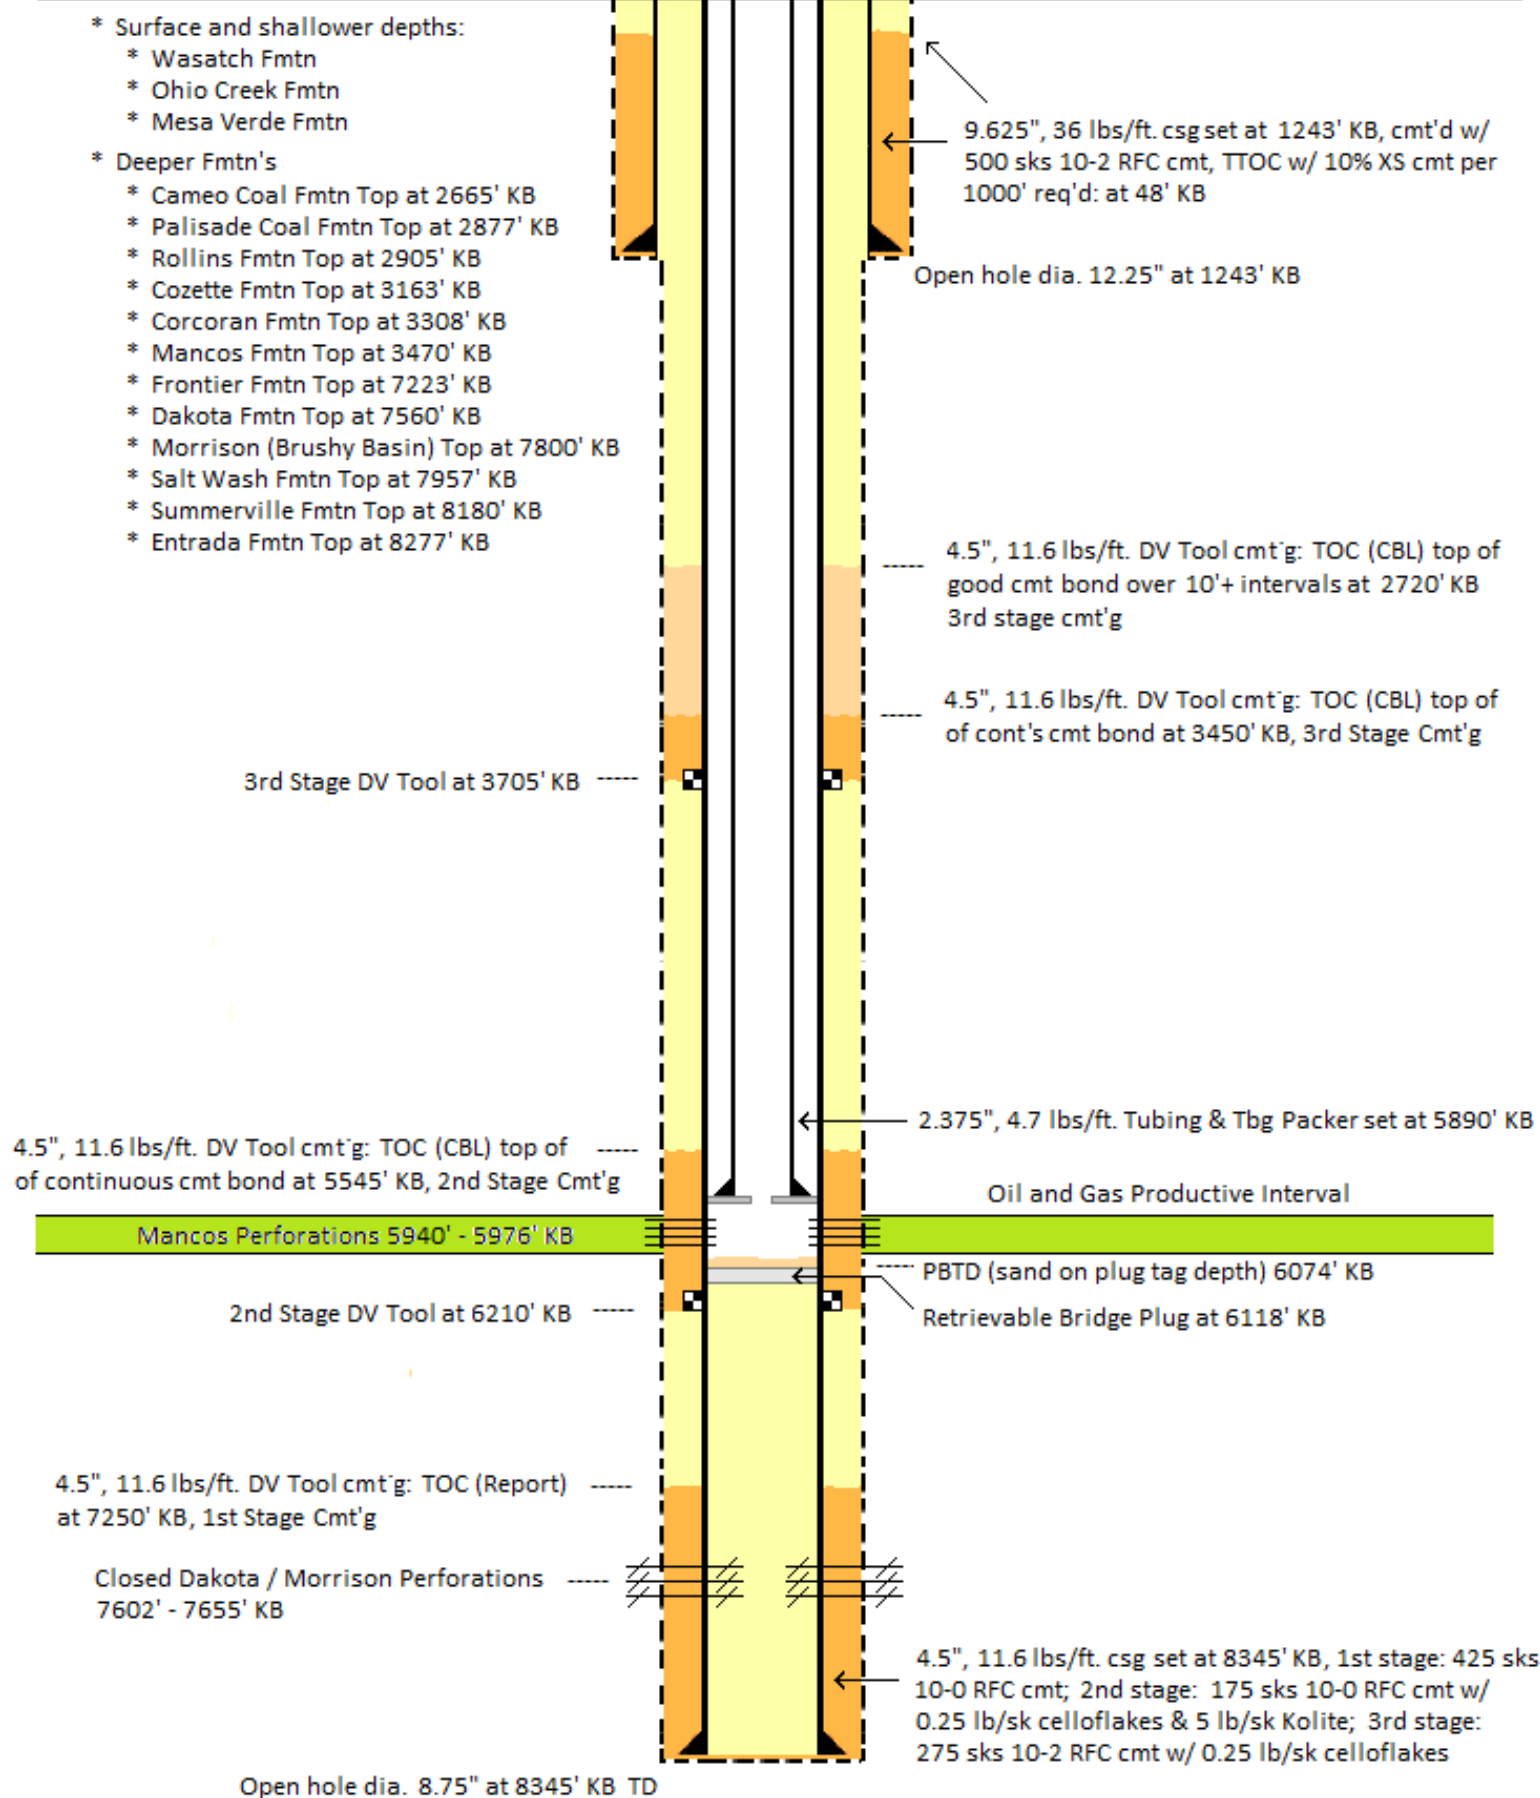 * Surface and shallower depths:
* Wasatch Fmtn
* Ohio Creek Fmtn
* Mesa Verde Fmtn
* Deeper Fmtn's
* Cameo Coal Fmtn Top at 2665' KB
* Palisade Coal Fmtn Top at 2877' KB
* Rollins Fmtn Top at 2905' KB
* Cozette Fmtn Top at 3163' KB
* Corcoran Fmtn Top at 3308' KB
* Mancos Fmtn Top at 3470' KB
* Frontier Fmtn Top at 7223' KB
* Dakota Fmtn Top at 7560' KB
* Morrison (Brushy Basin) Top at 7800' KB
* Salt Wash Fmtn Top at 7957' KB
* Summerville Fmtn Top at 8180' KB
* Entrada Fmtn Top at 8277' KB
9.625", 36 lbs/ft. csg set at 1243' KB, cmt'd w/
500 sks 10-2 RFC cmt, TTOC w/ 10% XS cmt per
1000' req'd: at 48' KB
Open hole dia. 12.25" at 1243' KB
4.5", 11.6 lbs/ft. DV Tool cmt'g: TOC (CBL) top of
good cmt bond over 10'+ intervals at 2720' KB
3rd stage cmt'g
4.5", 11.6 lbs/ft. DV Tool cmt'g: TOC (CBL) top of
of cont's cmt bond at 3450' KB, 3rd Stage Cmt'g
3rd Stage DV Tool at 3705' KB
2.375", 4.7 lbs/ft. Tubing & Tbg Packer set at 5890' KB
4.5", 11.6 lbs/ft. DV Tool cmt'g: TOC (CBL) top of
of continuous cmt bond at 5545' KB, 2nd Stage Cmt'g
Oil and Gas Productive Interval
Mancos Perforations 5940' - 5976' KB
PBTD (sand on plug tag depth) 6074' KB
2nd Stage DV Tool at 6210' KB
Retrievable Bridge Plug at 6118' KB
4.5", 11.6 lbs/ft. DV Tool cmt'g: TOC (Report)
at 7250' KB, 1st Stage Cmt'g
Closed Dakota / Morrison Perforations
7602' - 7655' KB
4.5", 11.6 lbs/ft. csg set at 8345' KB, 1st stage: 425 sks
10-0 RFC cmt; 2nd stage: 175 sks 10-0 RFC cmt w/
0.25 lb/sk celloflakes & 5 lb/sk Kolite; 3rd stage:
275 sks 10-2 RFC cmt w/ 0.25 lb/sk celloflakes
Open hole dia. 8.75" at 8345' KB TD